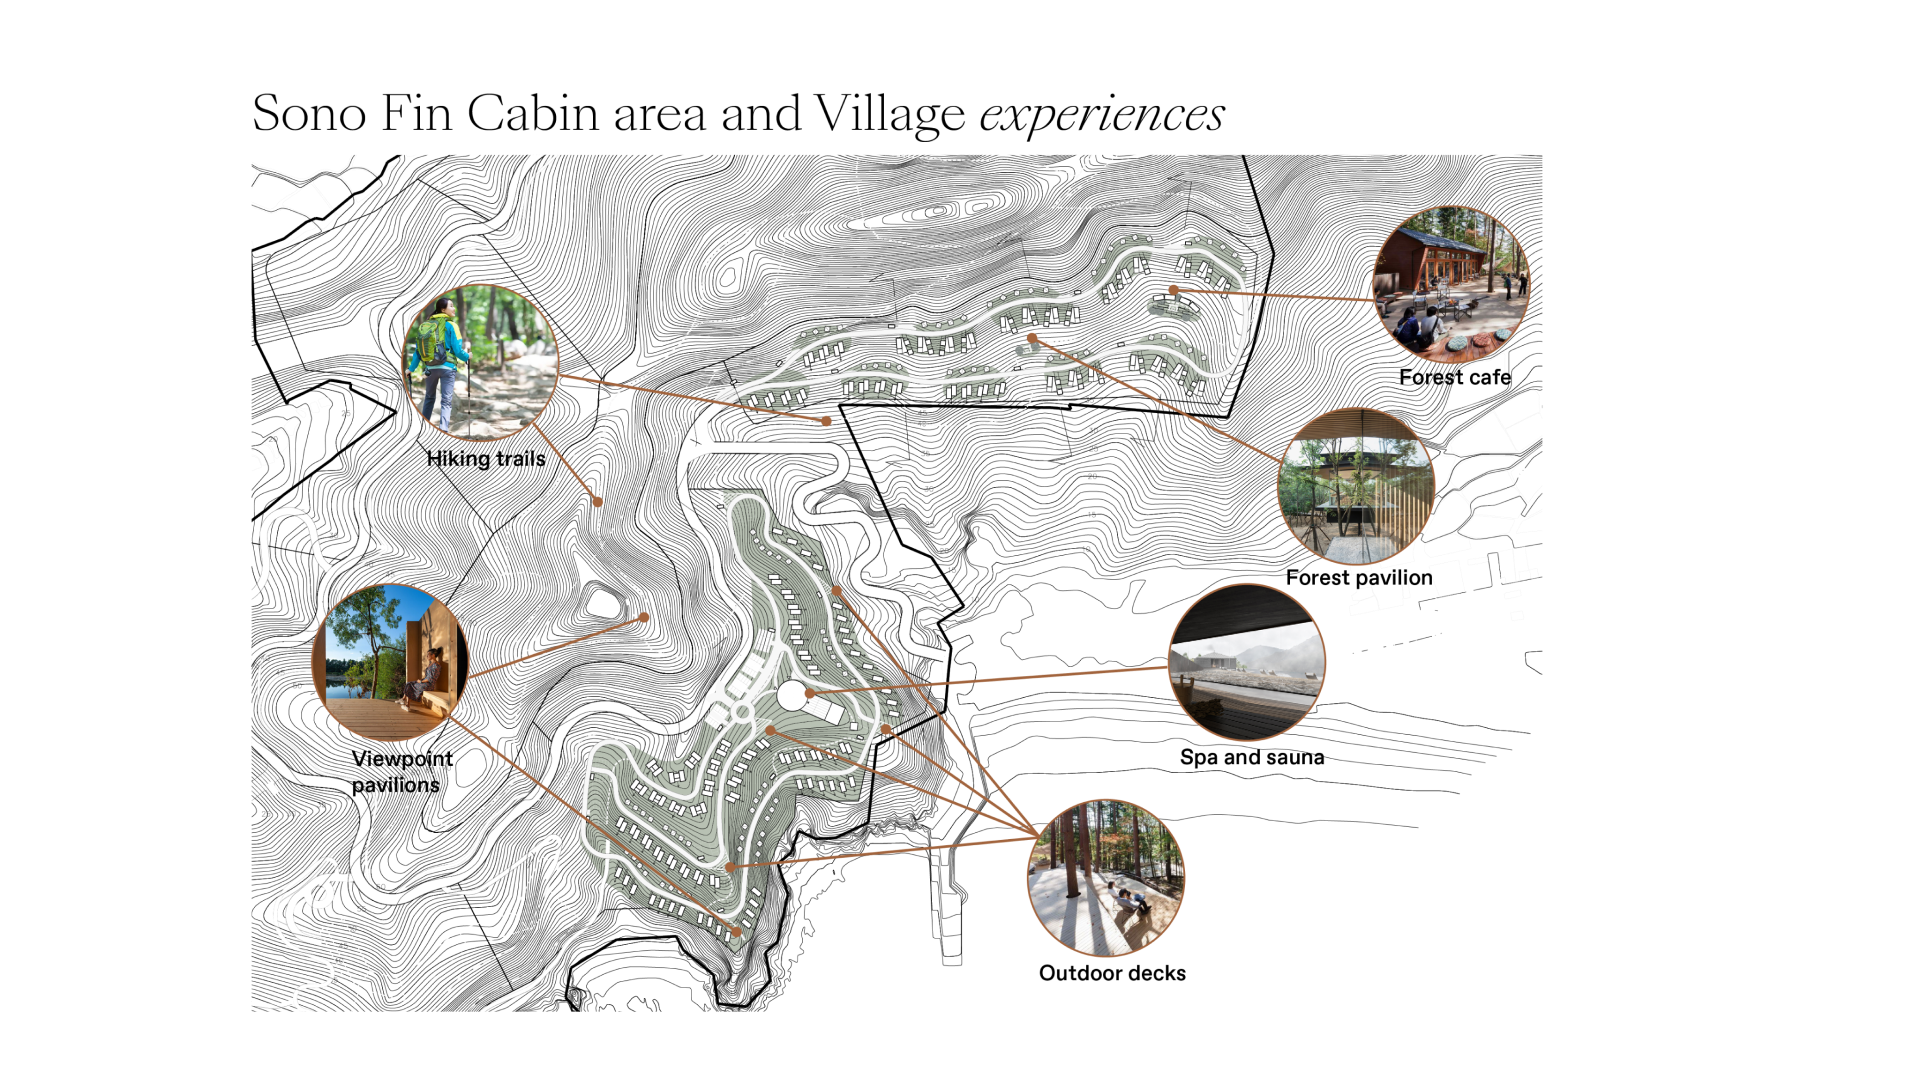 Sono Fin Cabin area and Village experiences
Forest cafe
Hiking trails
Forest pavilion
Viewpoint
pavilions
Spa and sauna
Outdoor decks